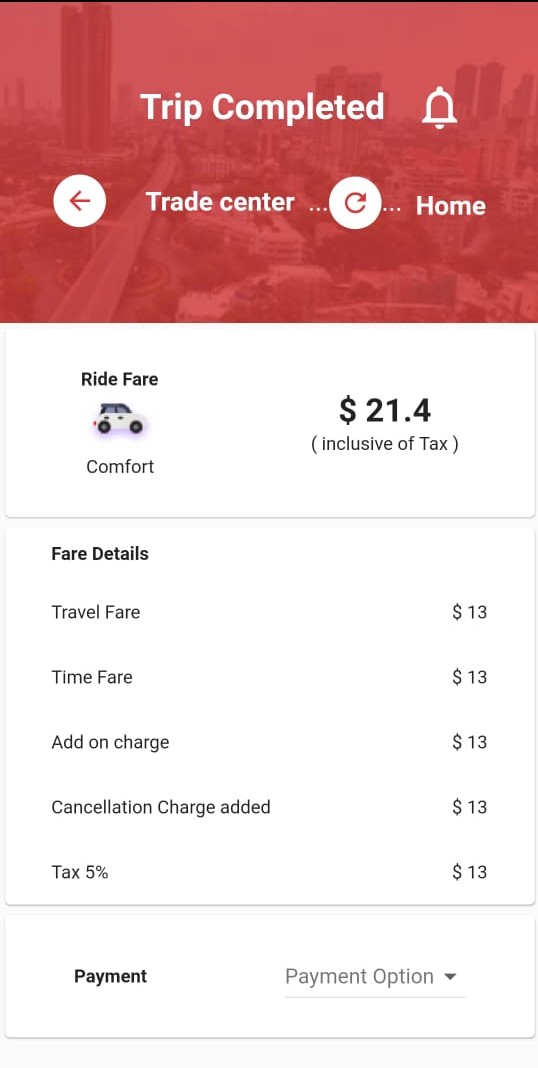 Trip Completed
Trade center ... ... Home
Ride Fare
$ 21.4
( inclusive of Tax )
Comfort
Fare Details
Travel Fare $ 13
Time Fare $ 13
Add on charge $ 13
Cancellation Charge added $ 13
Tax 5% $ 13
Payment Payment Option